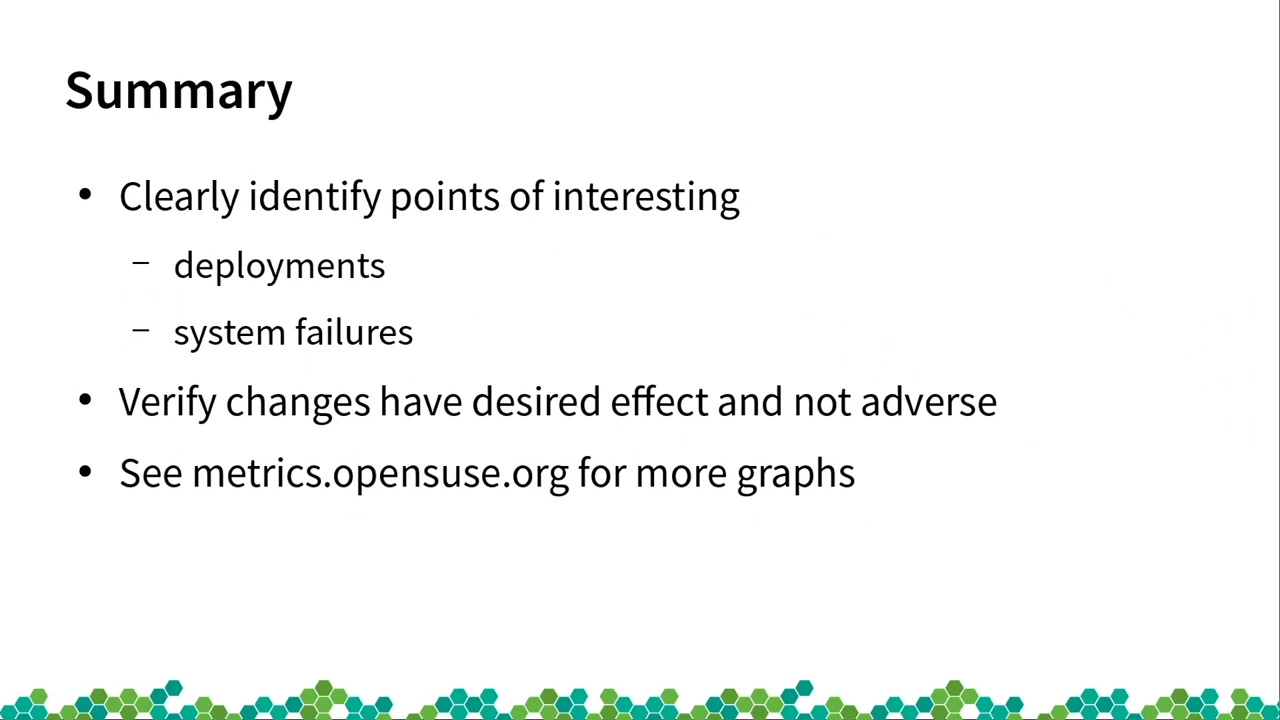 Summary
• Clearly identify points of interesting
– deployments
– system failures
• Verify changes have desired effect and not adverse
• See metrics.opensuse.org for more graphs